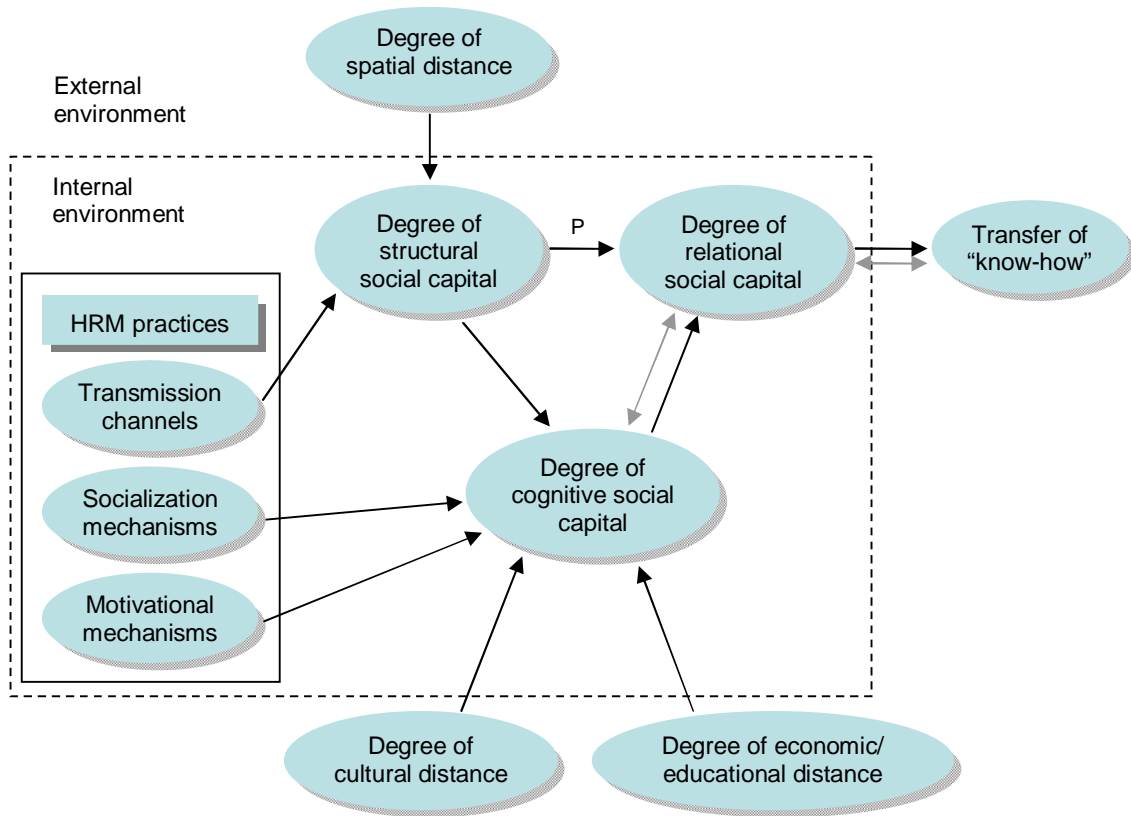 Degree of
spatial distance
External
environment
Internal
environment
Degree of
structural
social capital
P
Degree of
relational
social capital
Transfer of
“know-how”
HRM practices
Transmission
channels
Socialization
mechanisms
Motivational
mechanisms
Degree of
cognitive social
capital
Degree of
cultural distance
Degree of economic/
educational distance